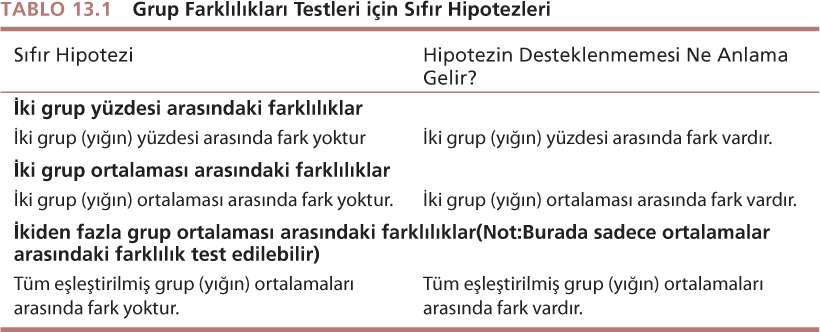 TABLO 13.1 Grup Farklılıkları Testleri için Sıfır Hipotezleri
Sıfır Hipotezi Hipotezin Desteklenmemesi Ne Anlama
Gelir?
İki grup yüzdesi arasındaki farklılıklar
İki grup (yığın) yüzdesi arasında fark yoktur İki grup (yığın) yüzdesi arasında fark vardır.
İki grup ortalaması arasındaki farklılıklar
İki grup (yığın) ortalaması arasında fark yoktur. İki grup (yığın) ortalaması arasında fark vardır.
İkiden fazla grup ortalaması arasındaki farklılıklar(Not:Burada sadece ortalamalar
arasındaki farklılık test edilebilir)
Tüm eşleştirilmiş grup (yığın) ortalamaları Tüm eşleştirilmiş grup (yığın) ortalamaları
arasında fark yoktur. arasında fark vardır.